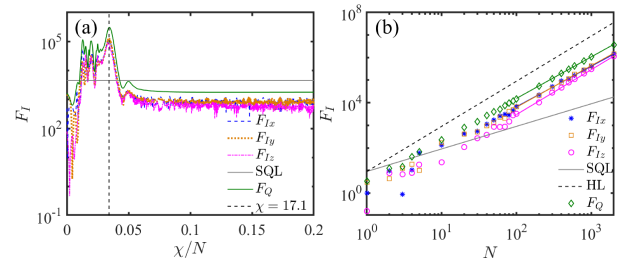 (a)
F_I
10^5
10^2
10^-1
F_Ix
F_Iy
F_Iz
SQL
F_Q
χ = 17.1
0 0.05 0.1 0.15 0.2
χ/N
(b)
F_I
10^8
10^4
10^0
F_Ix
F_Iy
F_Iz
SQL
HL
F_Q
10^0 10^1 10^2 10^3
N